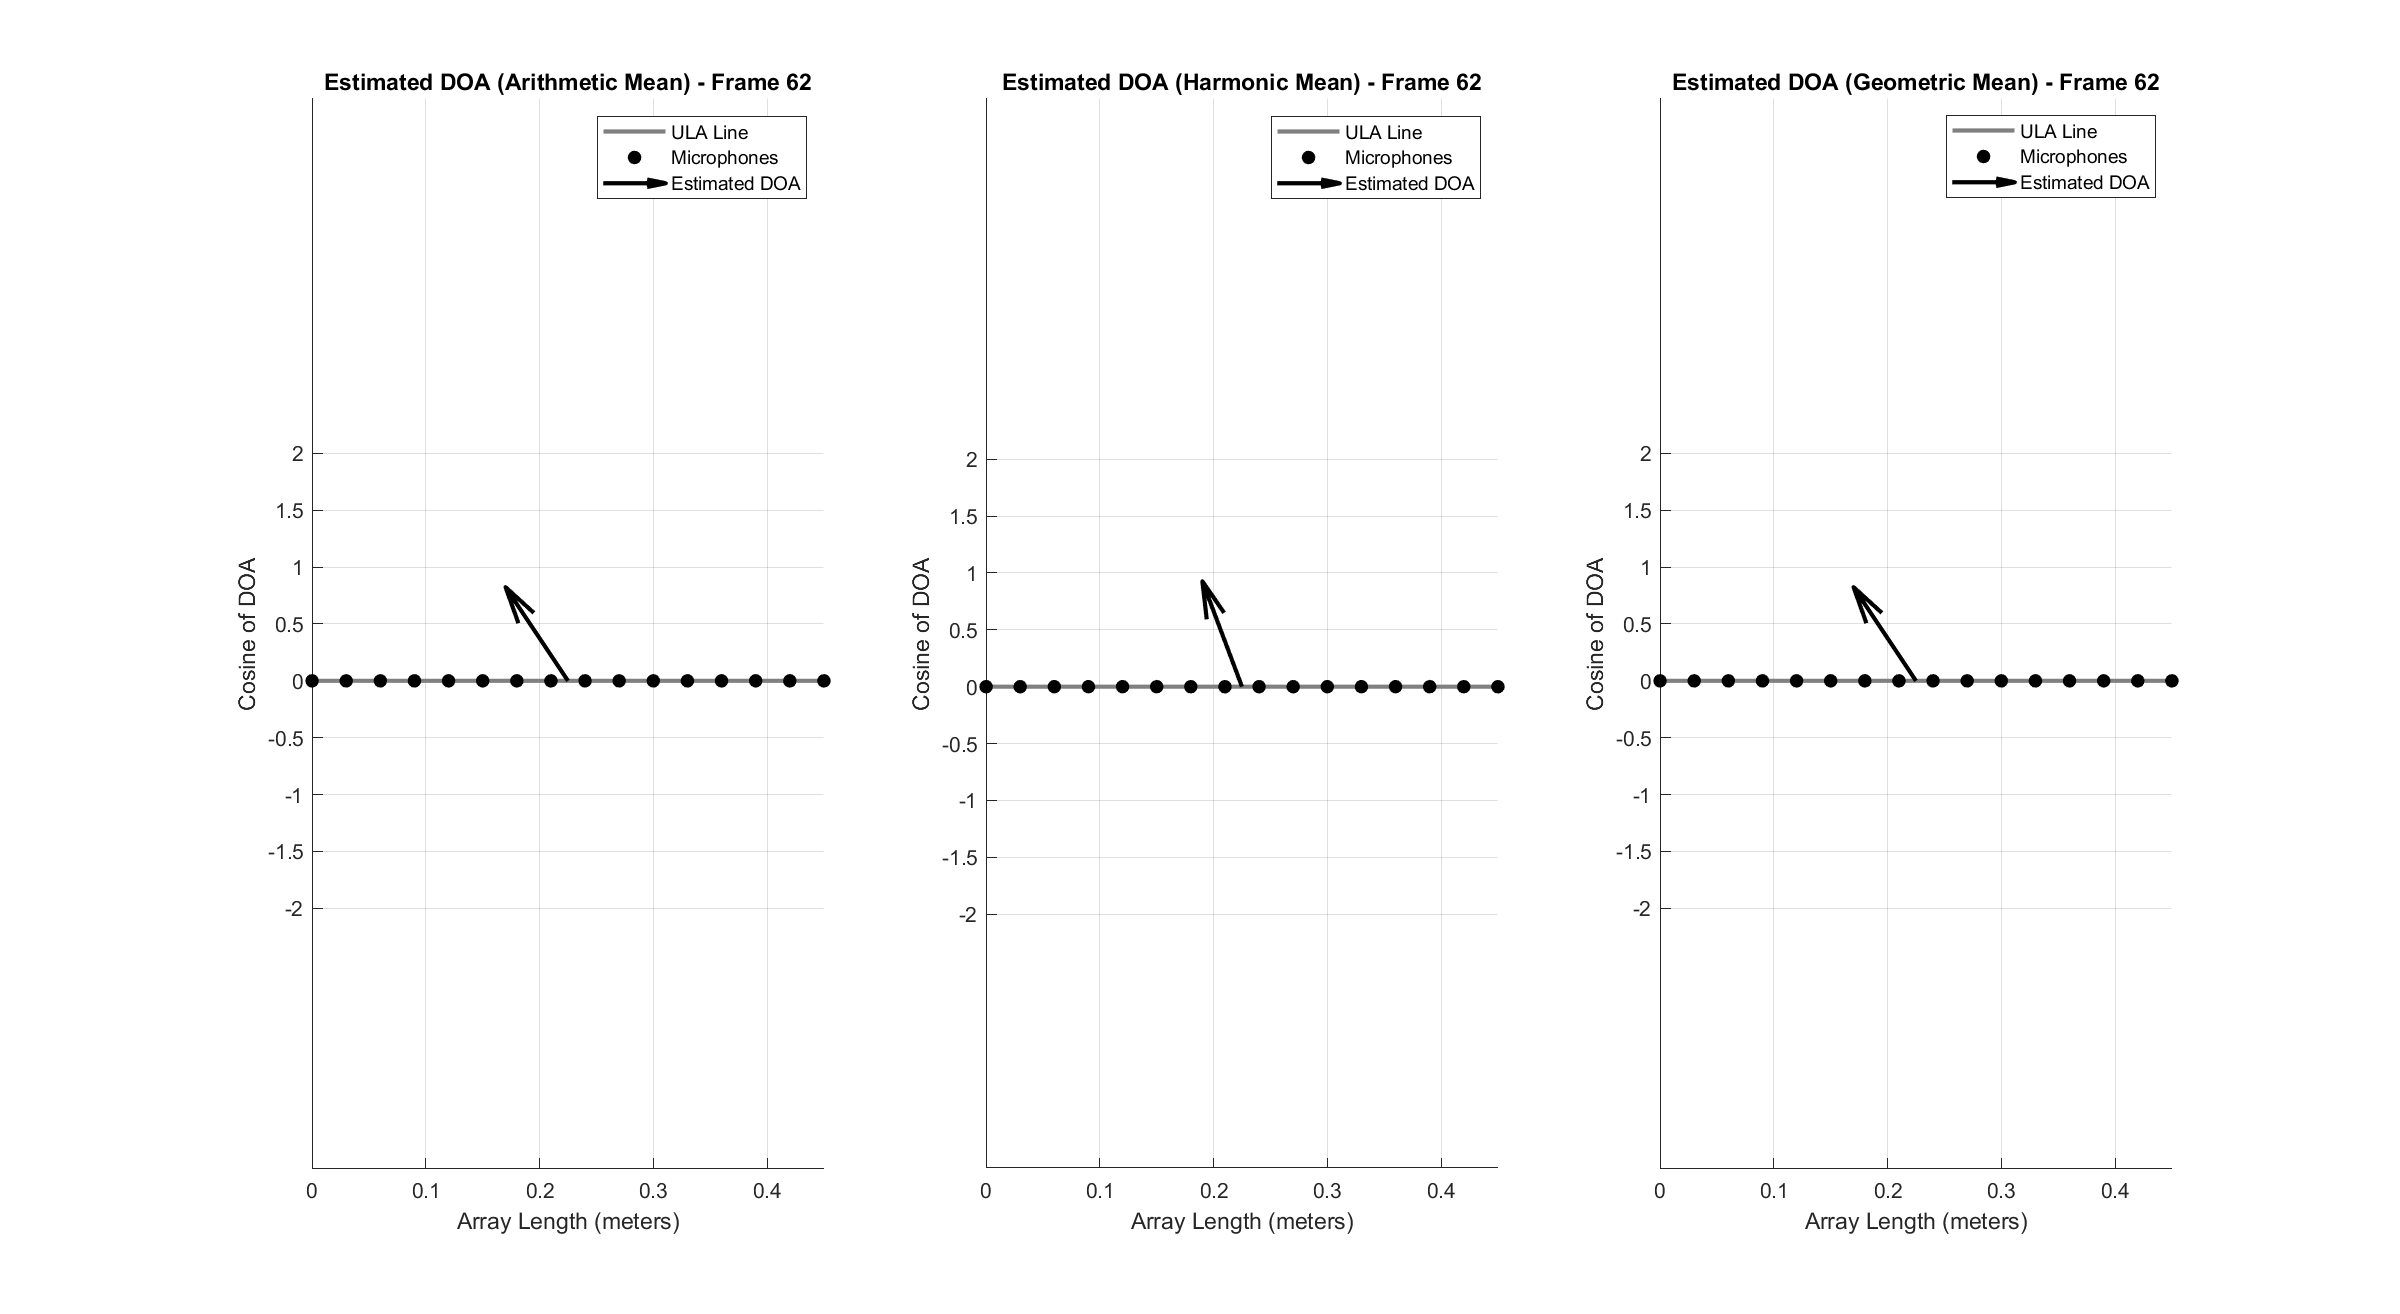 Estimated DOA (Arithmetic Mean) - Frame 62
ULA Line
Microphones
Estimated DOA
2
1.5
1
0.5
0
-0.5
-1
-1.5
-2
Cosine of DOA
0 0.1 0.2 0.3 0.4
Array Length (meters)
Estimated DOA (Harmonic Mean) - Frame 62
ULA Line
Microphones
Estimated DOA
2
1.5
1
0.5
0
-0.5
-1
-1.5
-2
Cosine of DOA
0 0.1 0.2 0.3 0.4
Array Length (meters)
Estimated DOA (Geometric Mean) - Frame 62
ULA Line
Microphones
Estimated DOA
2
1.5
1
0.5
0
-0.5
-1
-1.5
-2
Cosine of DOA
0 0.1 0.2 0.3 0.4
Array Length (meters)